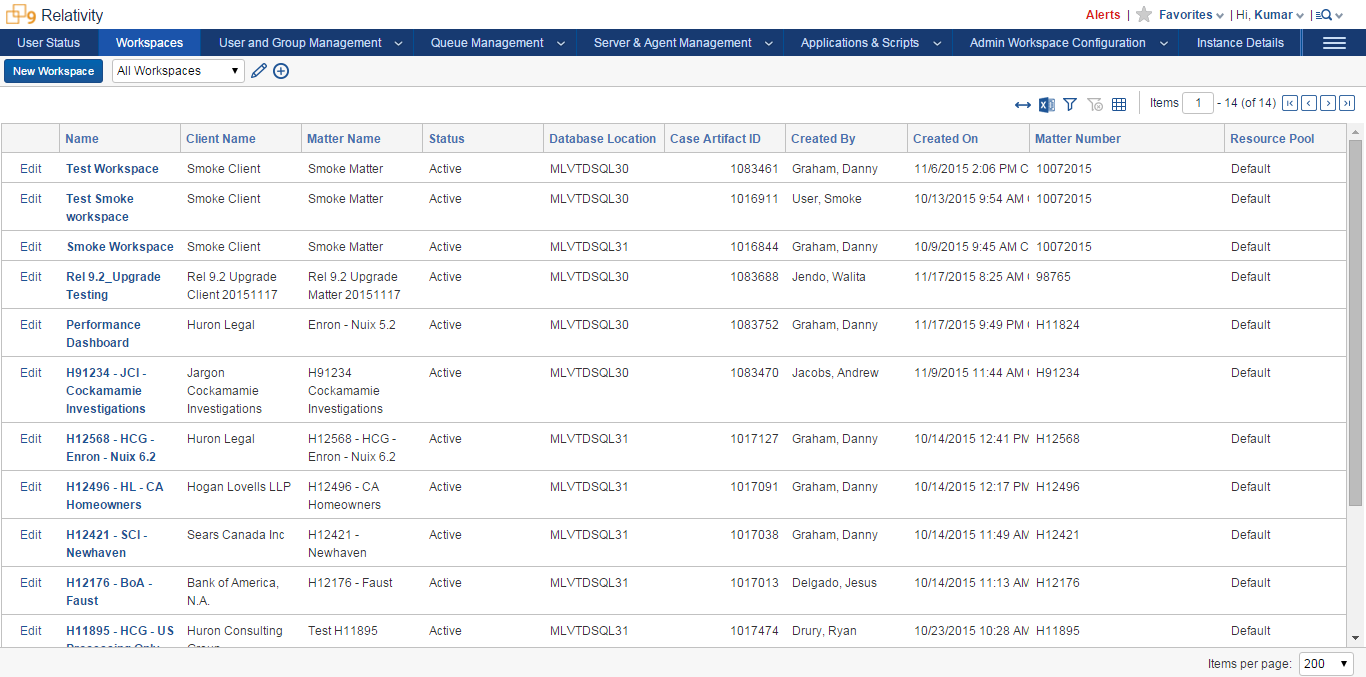 9 Relativity
Alerts | Favorites | Hi, Kumar |
User Status Workspaces User and Group Management Queue Management Server & Agent Management Applications & Scripts Admin Workspace Configuration Instance Details
New Workspace All Workspaces
Items 1 - 14 (of 14)
Name Client Name Matter Name Status Database Location Case Artifact ID Created By Created On Matter Number Resource Pool
Edit Test Workspace Smoke Client Smoke Matter Active MLVTDSQL30 1083461 Graham, Danny 11/6/2015 2:06 PM C 10072015 Default
Edit Test Smoke Smoke Client Smoke Matter Active MLVTDSQL30 1016911 User, Smoke 10/13/2015 9:54 AM 10072015 Default
workspace
Edit Smoke Workspace Smoke Client Smoke Matter Active MLVTDSQL31 1016844 Graham, Danny 10/9/2015 9:45 AM C 10072015 Default
Edit Rel 9.2_Upgrade Rel 9.2 Upgrade Rel 9.2 Upgrade Active MLVTDSQL30 1083688 Jendo, Walita 11/17/2015 8:25 AM 98765 Default
Testing Client 20151117 Matter 20151117
Edit Performance Huron Legal Enron - Nuix 5.2 Active MLVTDSQL30 1083752 Graham, Danny 11/17/2015 9:49 PM H11824 Default
Dashboard
Edit H91234 - JCI - Jargon H91234 Active MLVTDSQL30 1083470 Jacobs, Andrew 11/9/2015 11:44 AM H91234 Default
Cockamamie Cockamamie Cockamamie
Investigations Investigations Investigations
Edit H12568 - HCG - Huron Legal H12568 - HCG - Active MLVTDSQL31 1017127 Graham, Danny 10/14/2015 12:41 PM H12568 Default
Enron - Nuix 6.2 Enron - Nuix 6.2
Edit H12496 - HL - CA Hogan Lovells LLP H12496 - CA Active MLVTDSQL31 1017091 Graham, Danny 10/14/2015 12:17 PM H12496 Default
Homeowners Homeowners
Edit H12421 - SCI - Sears Canada Inc H12421 - Active MLVTDSQL31 1017038 Graham, Danny 10/14/2015 11:49 AM H12421 Default
Newhaven Newhaven
Edit H12176 - BoA - Bank of America, H12176 - Faust Active MLVTDSQL31 1017013 Delgado, Jesus 10/14/2015 11:13 AM H12176 Default
Faust N.A.
Edit H11895 - HCG - US Huron Consulting Test H11895 Active MLVTDSQL31 1017474 Drury, Ryan 10/23/2015 10:28 AM H11895 Default
Processing Only Group
Items per page: 200